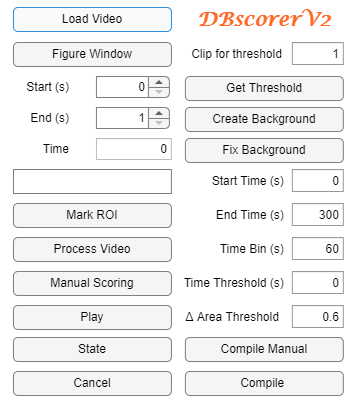 Load Video
DBscorerV2
Figure Window
Clip for threshold 1
Start (s) 0
Get Threshold
End (s) 1
Create Background
Time 0
Fix Background
Start Time (s) 0
Mark ROI
End Time (s) 300
Process Video
Time Bin (s) 60
Manual Scoring
Time Threshold (s) 0
Play
Δ Area Threshold 0.6
State
Compile Manual
Cancel
Compile